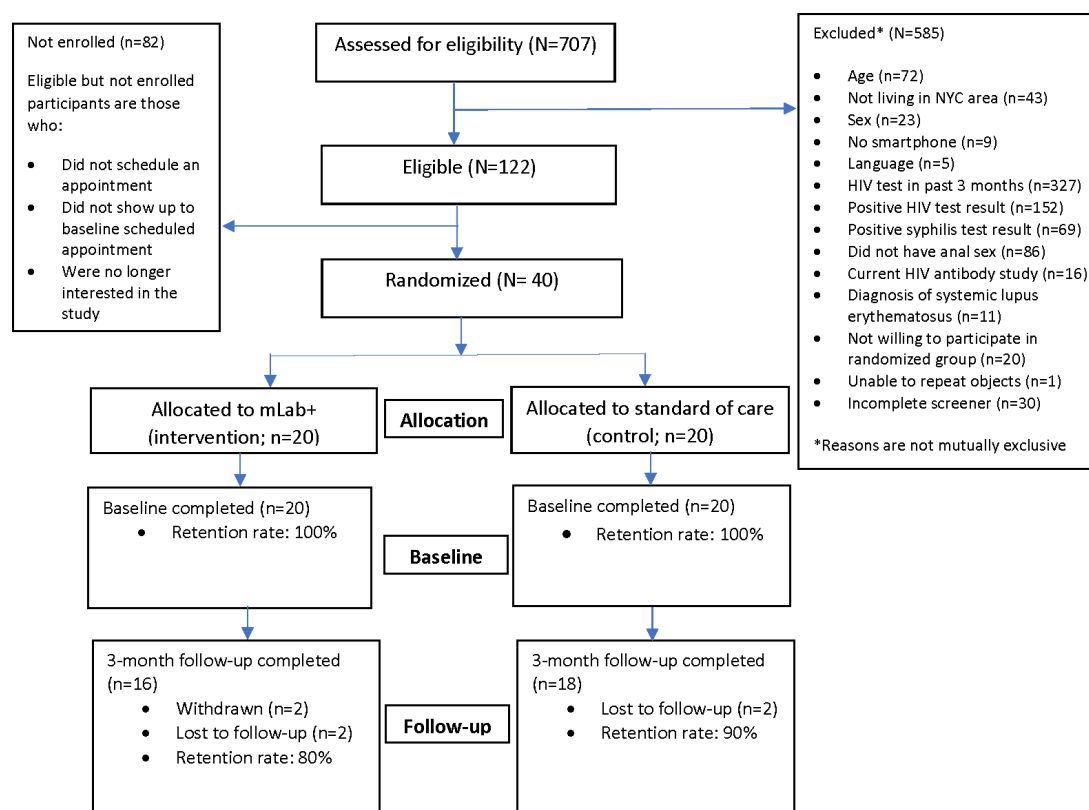 Assessed for eligibility (N=707)
Not enrolled (n=82)
Eligible but not enrolled
participants are those
who:
• Did not schedule an
appointment
• Did not show up to
baseline scheduled
appointment
• Were no longer
interested in the
study
Excluded* (N=585)
• Age (n=72)
• Not living in NYC area (n=43)
• Sex (n=23)
• No smartphone (n=9)
• Language (n=5)
• HIV test in past 3 months (n=327)
• Positive HIV test result (n=152)
• Positive syphilis test result (n=69)
• Did not have anal sex (n=86)
• Current HIV antibody study (n=16)
• Diagnosis of systemic lupus
erythematosus (n=11)
• Not willing to participate in
randomized group (n=20)
• Unable to repeat objects (n=1)
• Incomplete screener (n=30)
*Reasons are not mutually exclusive
Eligible (N=122)
Randomized (N= 40)
Allocated to mLab+
(intervention; n=20)
Allocation
Allocated to standard of care
(control; n=20)
Baseline completed (n=20)
• Retention rate: 100%
Baseline
Baseline completed (n=20)
• Retention rate: 100%
3-month follow-up completed
(n=16)
• Withdrawn (n=2)
• Lost to follow-up (n=2)
• Retention rate: 80%
Follow-up
3-month follow-up completed
(n=18)
• Lost to follow-up (n=2)
• Retention rate: 90%